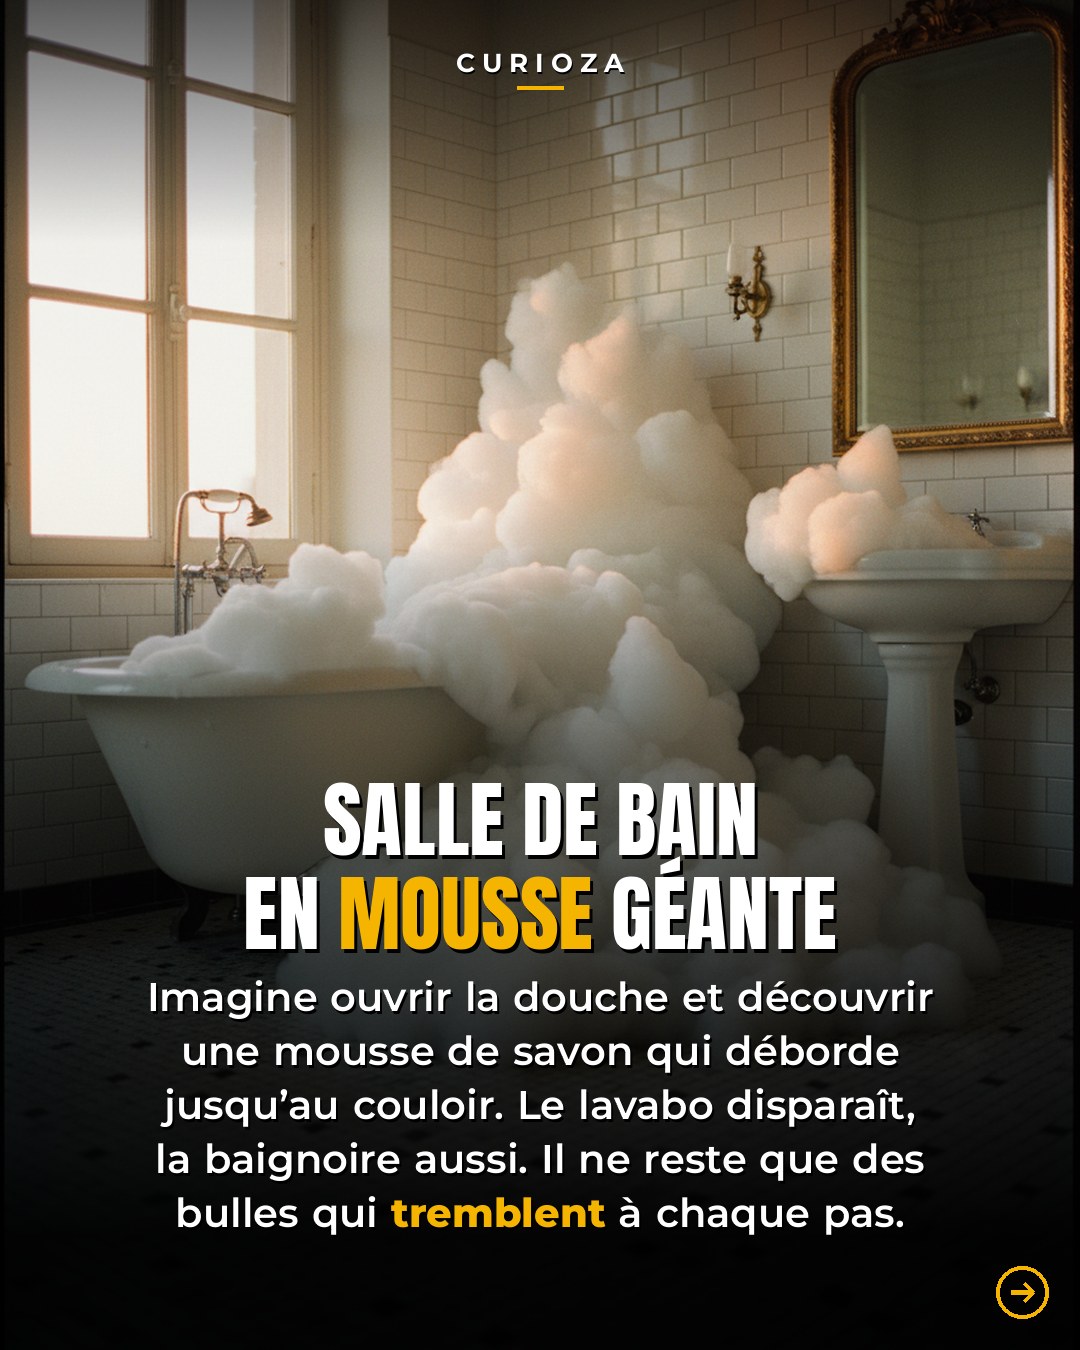 CURIOZA
SALLE DE BAIN
EN MOUSSE GÉANTE
Imagine ouvrir la douche et découvrir
une mousse de savon qui déborde
jusqu’au couloir. Le lavabo disparaît,
la baignoire aussi. Il ne reste que des
bulles qui tremblent à chaque pas.